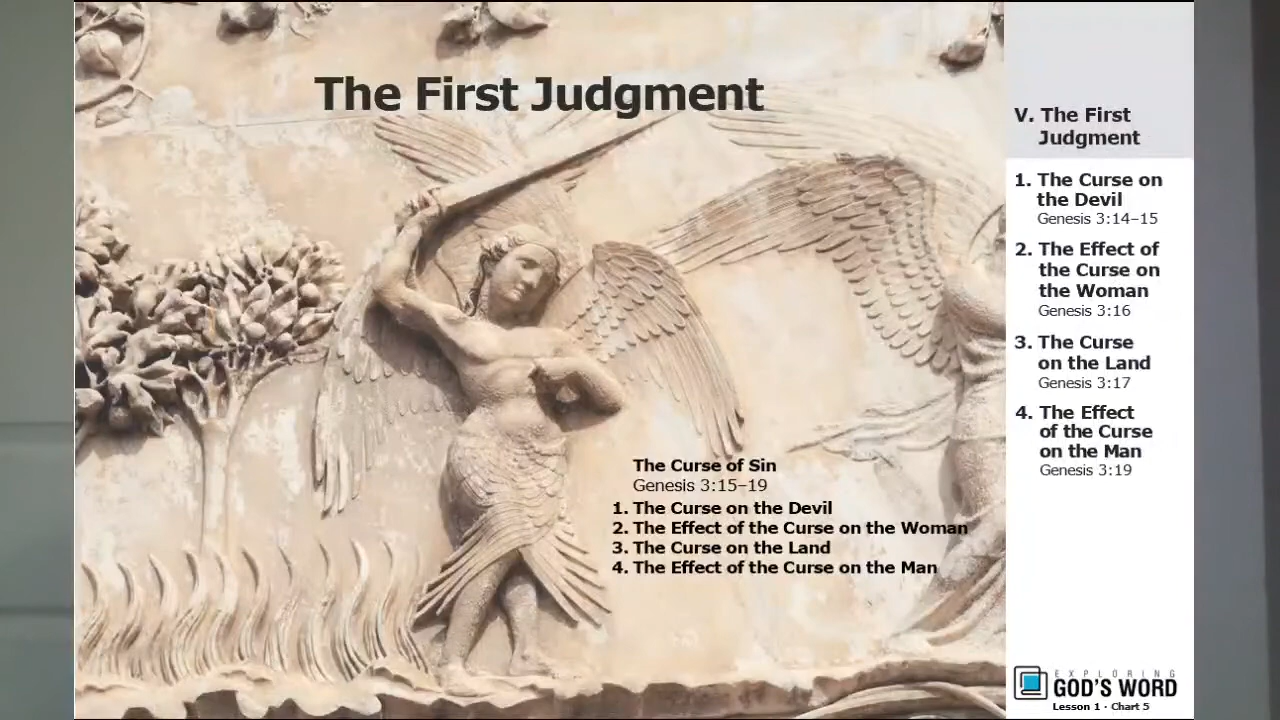 The First Judgment
The Curse of Sin
Genesis 3:15–19
1. The Curse on the Devil
2. The Effect of the Curse on the Woman
3. The Curse on the Land
4. The Effect of the Curse on the Man
V. The First
Judgment
1. The Curse on
the Devil
Genesis 3:14–15
2. The Effect of
the Curse on
the Woman
Genesis 3:16
3. The Curse
on the Land
Genesis 3:17
4. The Effect
of the Curse
on the Man
Genesis 3:19
EXPLORING
GOD'S WORD
Lesson 1 · Chart 5